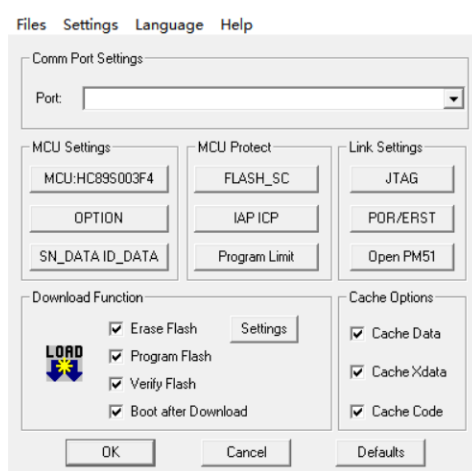 Files Settings Language Help
Comm Port Settings
Port:
MCU Settings MCU Protect Link Settings
MCU:HC89S003F4 FLASH_SC JTAG
OPTION IAP ICP POR/ERST
SN_DATA ID_DATA Program Limit Open PM51
Download Function Cache Options
Erase Flash Settings Cache Data
LOAD Program Flash Cache Xdata
Verify Flash
Boot after Download Cache Code
OK Cancel Defaults